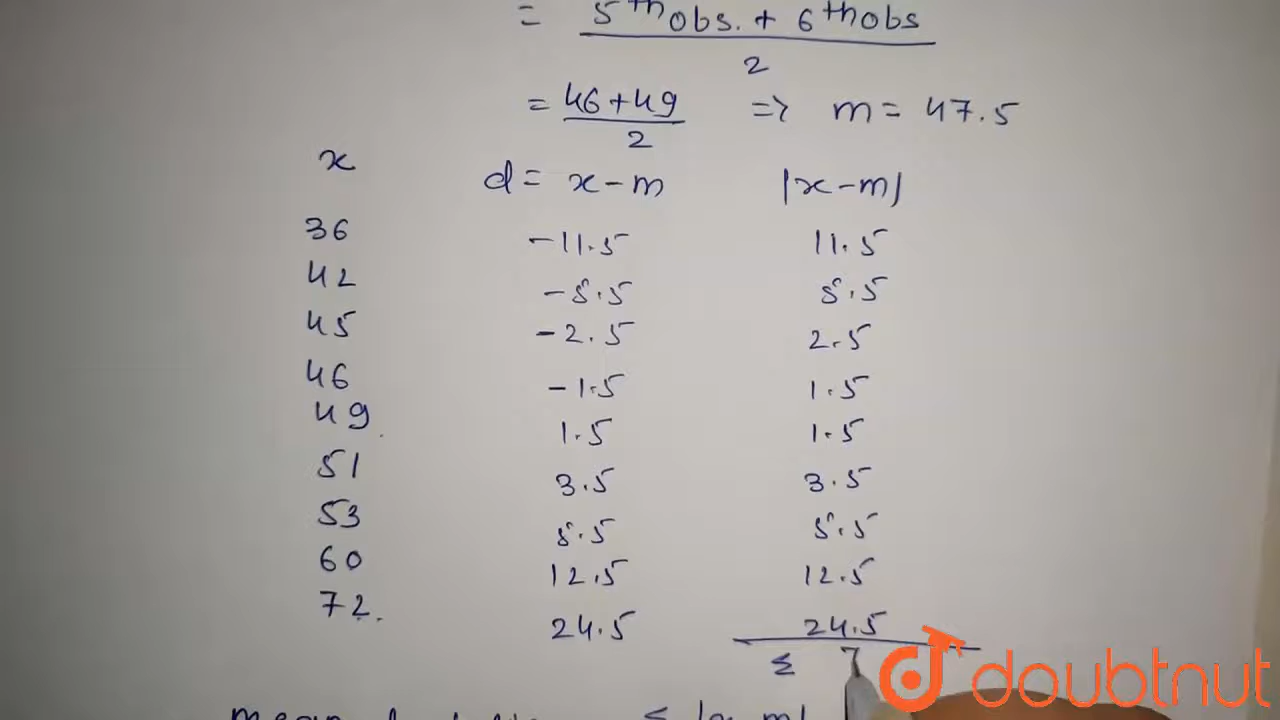 = 5th obs. + 6th obs
2
= 46+49 => m = 47.5
2
x d = x-m |x-m|
36 -11.5 11.5
42 -5.5 5.5
45 -2.5 2.5
46 -1.5 1.5
49 1.5 1.5
51 3.5 3.5
53 5.5 5.5
60 12.5 12.5
72 24.5 24.5
Σ 7
doubtnut
mean